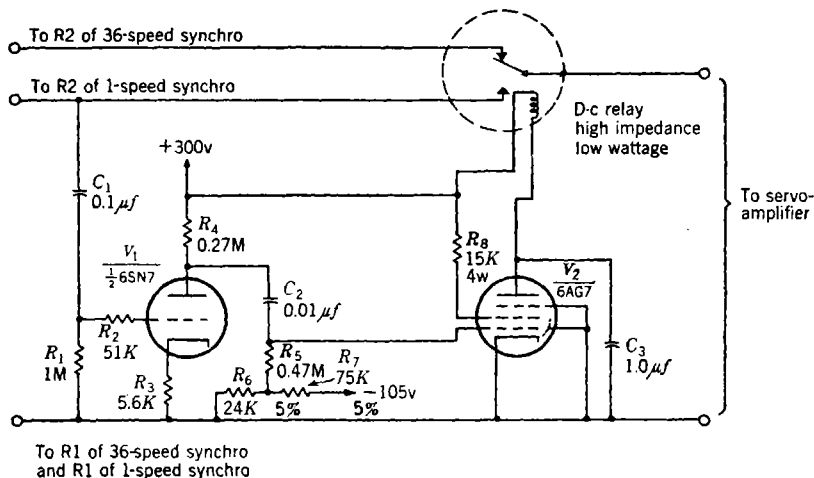 To R2 of 36-speed synchro
To R2 of 1-speed synchro
D-c relay
high impedance
low wattage
+300v
C1
0.1μf
R4
0.27M
To servo-
amplifier
V1
½6SN7
C2
0.01μf
R8
15K
4w
V2
6AG7
R2
51K
R1
1M
R3
5.6K
R5
0.47M
R7
75K
R6
24K
5%
−105v
5%
C3
1.0μf
To R1 of 36-speed synchro
and R1 of 1-speed synchro